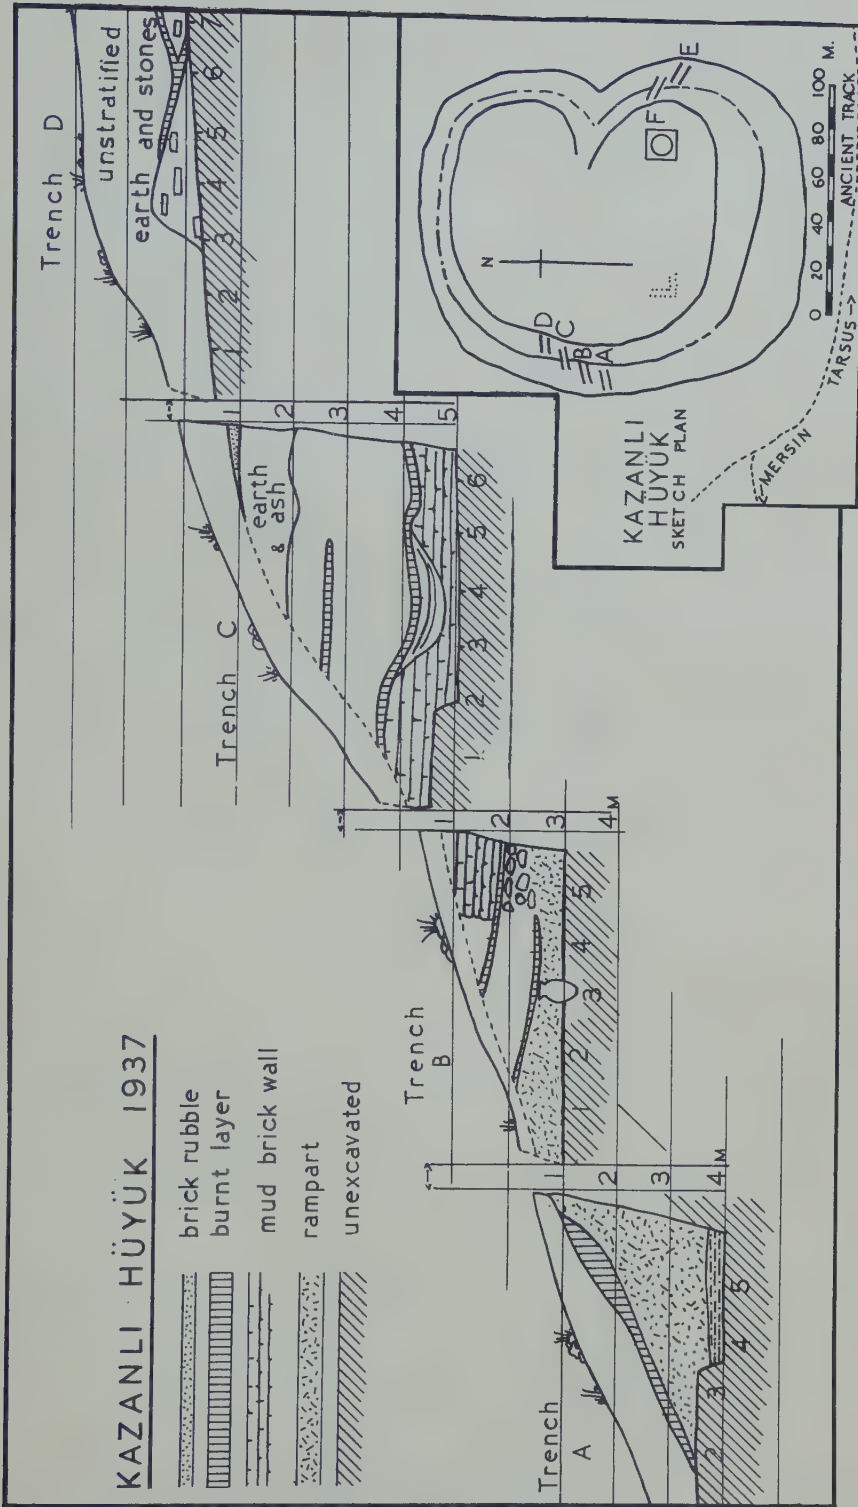 KAZANLI HÜYÜK 1937
brick rubble
burnt layer
mud brick wall
rampart
unexcavated
Trench A
2 3 4 5
1
2
3
4 M
Trench B
1 2 3 4 5
1
2
3
4 M
Trench C
earth
& ash
1 2 3 4 5 6
1
2
3
4
5
Trench D
unstratified
earth and stones
1 2 3 4 5 6 7
KAZANLI
HÜYÜK
SKETCH PLAN
N
A
B
C
D
E
F
0 20 40 60 80 100 M.
MERSIN
TARSUS
ANCIENT TRACK